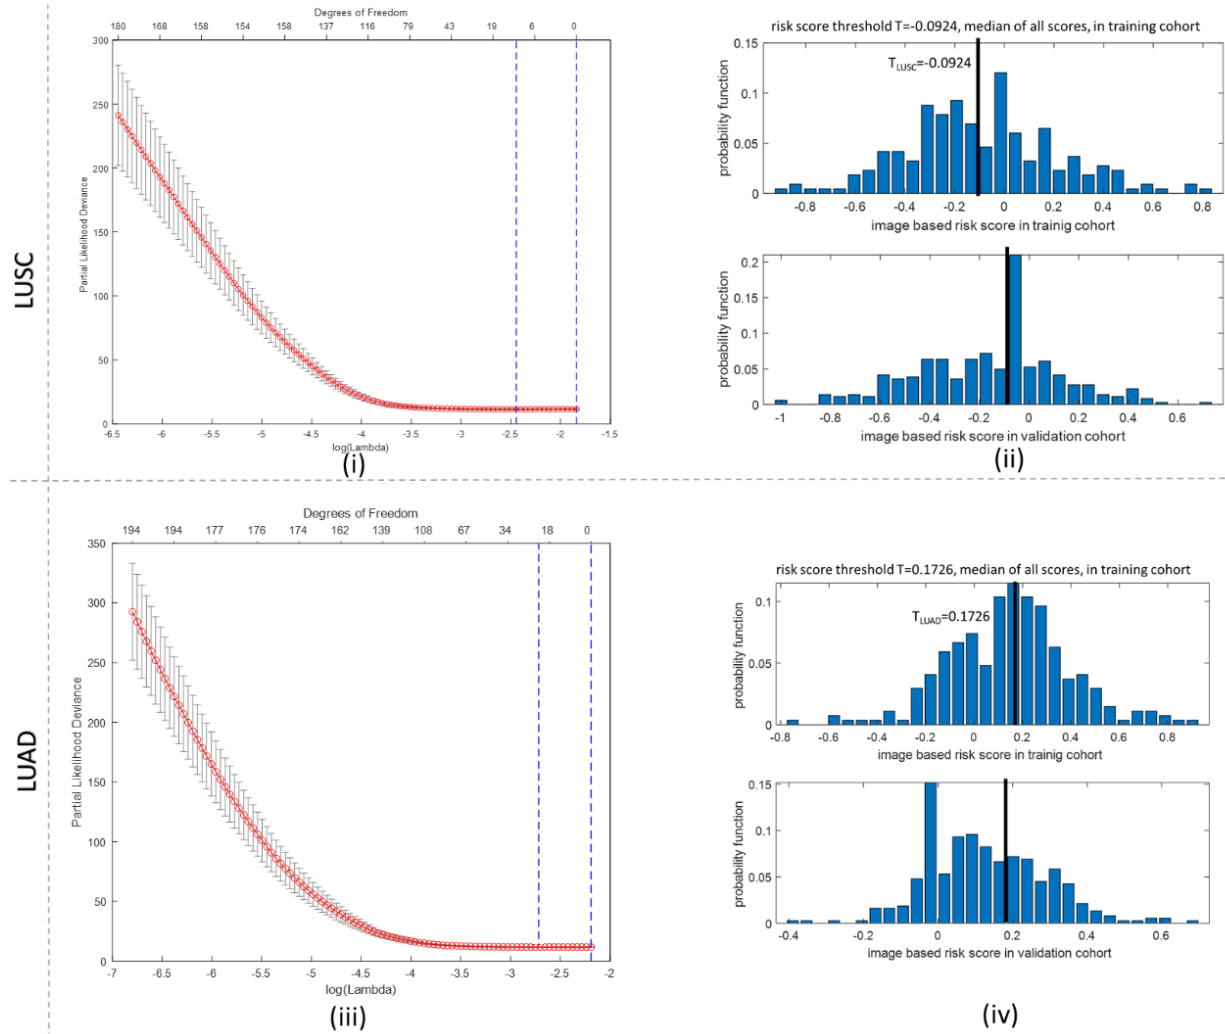 LUSC
Degrees of Freedom
180 168 158 154 158 137 116 79 43 19 6 0
300
250
200
150
100
50
0
Partial Likelihood Deviance
-6.5 -6 -5.5 -5 -4.5 -4 -3.5 -3 -2.5 -2 -1.5
log(Lambda)
(i)
risk score threshold T=-0.0924, median of all scores, in training cohort
0.15
0.1
0.05
0
probability function
TLUSC=-0.0924
-0.8 -0.6 -0.4 -0.2 0 0.2 0.4 0.6 0.8
image based risk score in trainig cohort
0.2
0.15
0.1
0.05
0
probability function
-1 -0.8 -0.6 -0.4 -0.2 0 0.2 0.4 0.6
image based risk score in validation cohort
(ii)
LUAD
Degrees of Freedom
194 194 177 176 174 162 139 108 67 34 18 0
350
300
250
200
150
100
50
0
Partial Likelihood Deviance
-7 -6.5 -6 -5.5 -5 -4.5 -4 -3.5 -3 -2.5 -2
log(Lambda)
(iii)
risk score threshold T=0.1726, median of all scores, in training cohort
0.1
0.05
0
probability function
TLUAD=0.1726
-0.8 -0.6 -0.4 -0.2 0 0.2 0.4 0.6 0.8
image based risk score in trainig cohort
0.15
0.1
0.05
0
probability function
-0.4 -0.2 0 0.2 0.4 0.6
image based risk score in validation cohort
(iv)